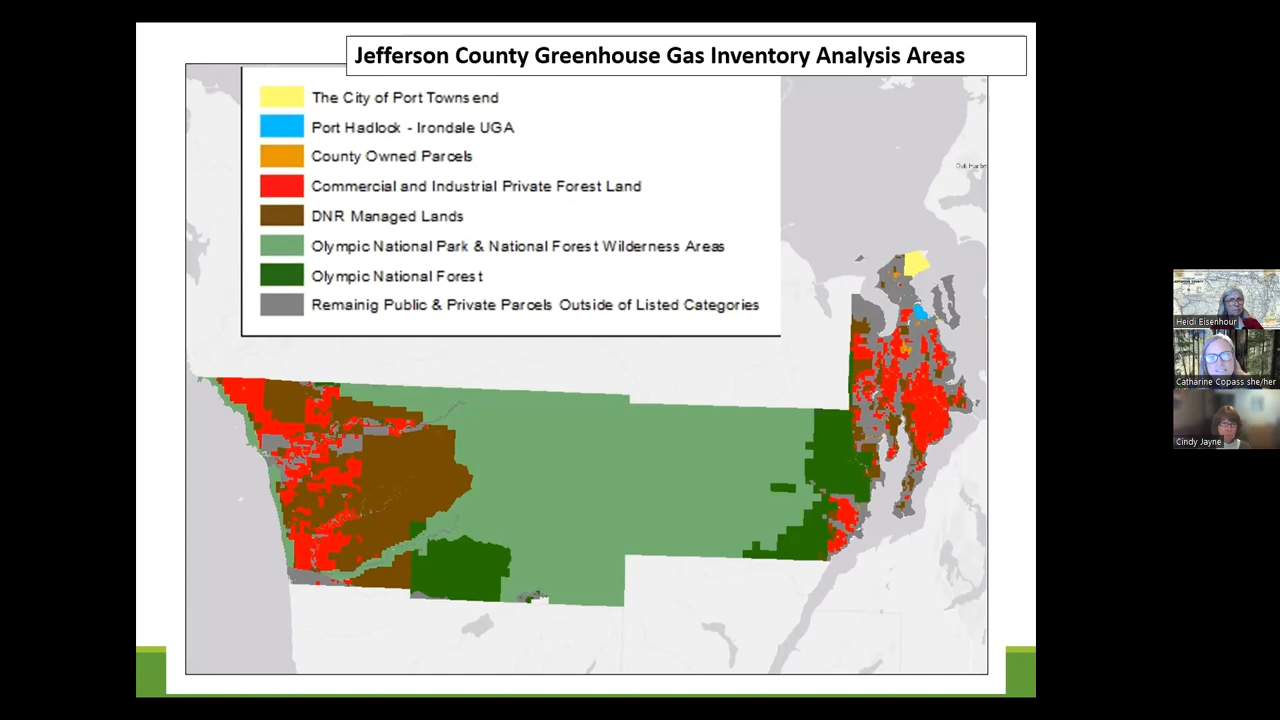 Jefferson County Greenhouse Gas Inventory Analysis Areas
The City of Port Townsend
Port Hadlock - Irondale UGA
County Owned Parcels
Commercial and Industrial Private Forest Land
DNR Managed Lands
Olympic National Park & National Forest Wilderness Areas
Olympic National Forest
Remainig Public & Private Parcels Outside of Listed Categories
Heidi Eisenhour
Catharine Copass she/her
Cindy Jayne